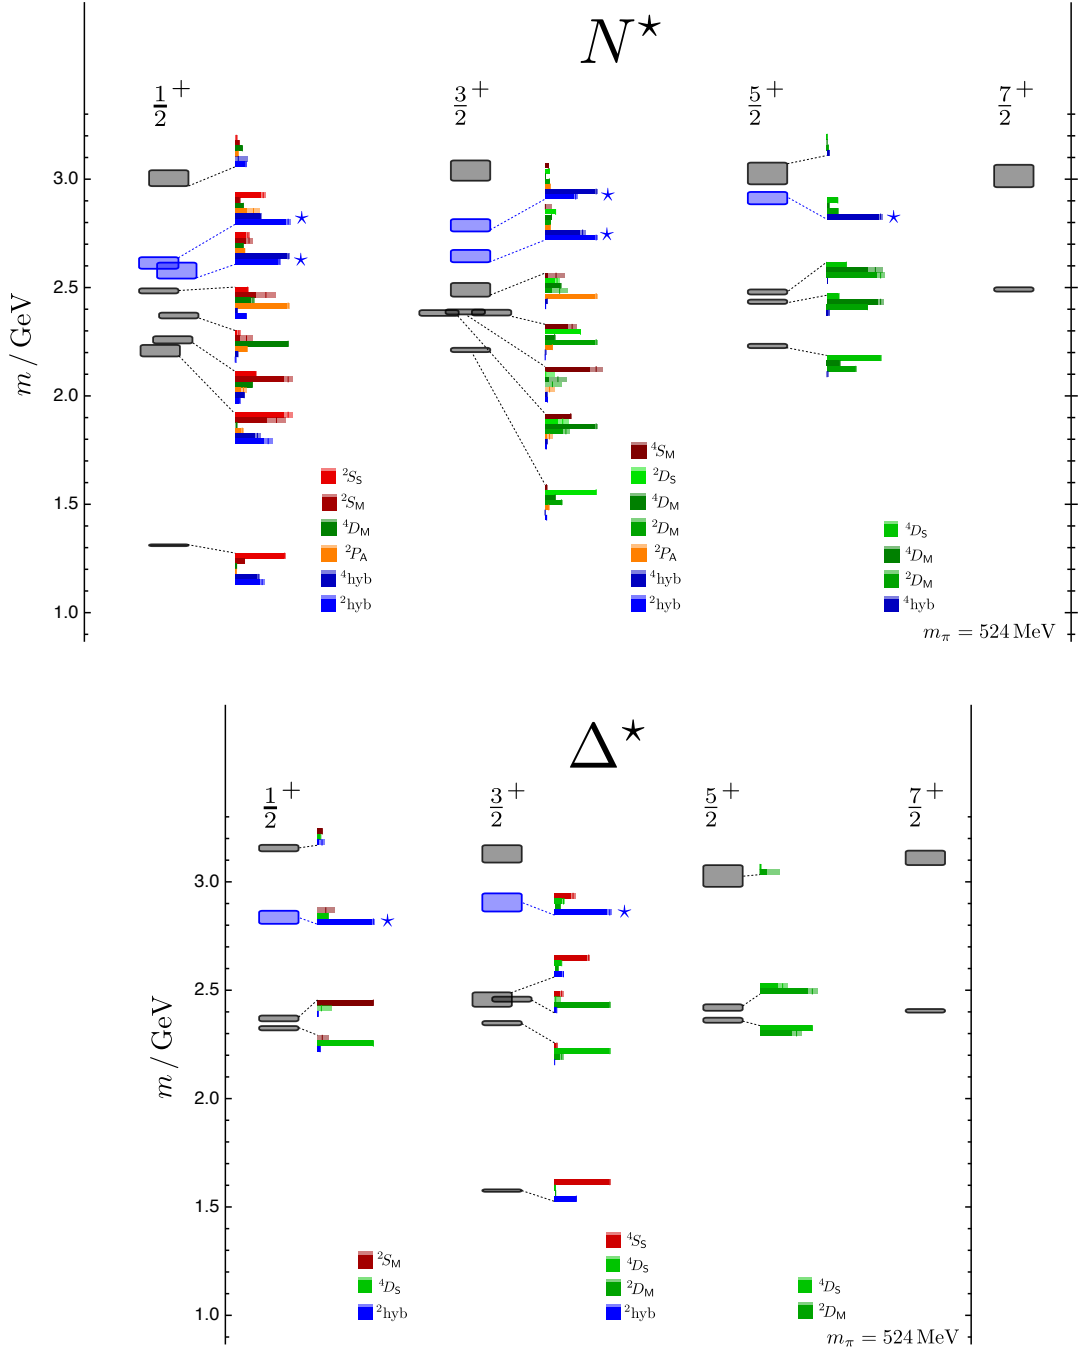 N⋆
1/2+ 3/2+ 5/2+ 7/2+
3.0
2.5
2.0
1.5
1.0
m / GeV
²S_S
²S_M
⁴D_M
²P_A
⁴hyb
²hyb
⁴S_M
²D_S
⁴D_M
²D_M
²P_A
⁴hyb
²hyb
⁴D_S
⁴D_M
²D_M
⁴hyb
m_π = 524 MeV
Δ⋆
1/2+ 3/2+ 5/2+ 7/2+
3.0
2.5
2.0
1.5
1.0
m / GeV
²S_M
⁴D_S
²hyb
⁴S_S
⁴D_S
²D_M
²hyb
⁴D_S
²D_M
m_π = 524 MeV